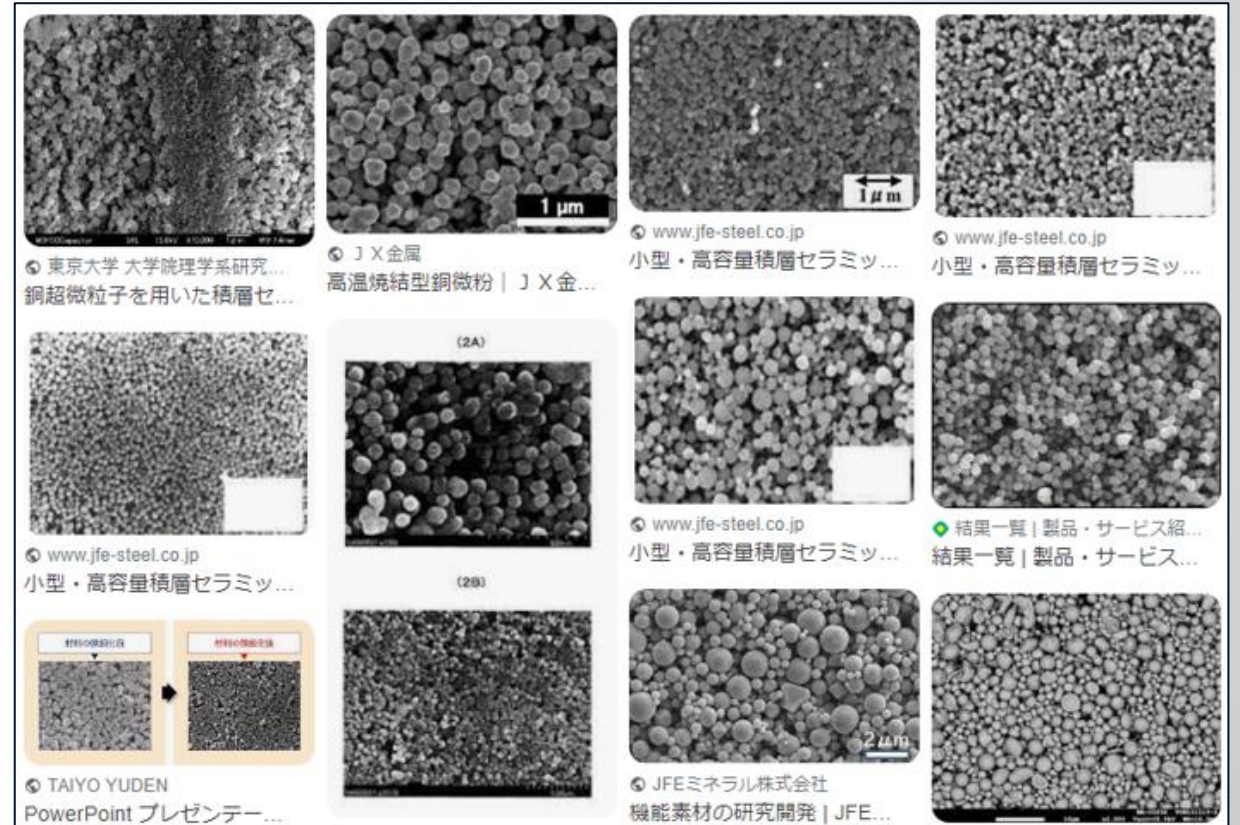 東京大学 大学院理学系研究...
銅超微粒子を用いた積層セ...
1 μm
ＪＸ金属
高温焼結型銅微粉｜ＪＸ金...
1μm
www.jfe-steel.co.jp
小型・高容量積層セラミッ...
www.jfe-steel.co.jp
小型・高容量積層セラミッ...
www.jfe-steel.co.jp
小型・高容量積層セラミッ...
(2A)
(2B)
www.jfe-steel.co.jp
小型・高容量積層セラミッ...
結果一覧 | 製品・サービス紹...
結果一覧 | 製品・サービス...
TAIYO YUDEN
PowerPoint プレゼンテー...
2μm
JFEミネラル株式会社
機能素材の研究開発 | JFE...